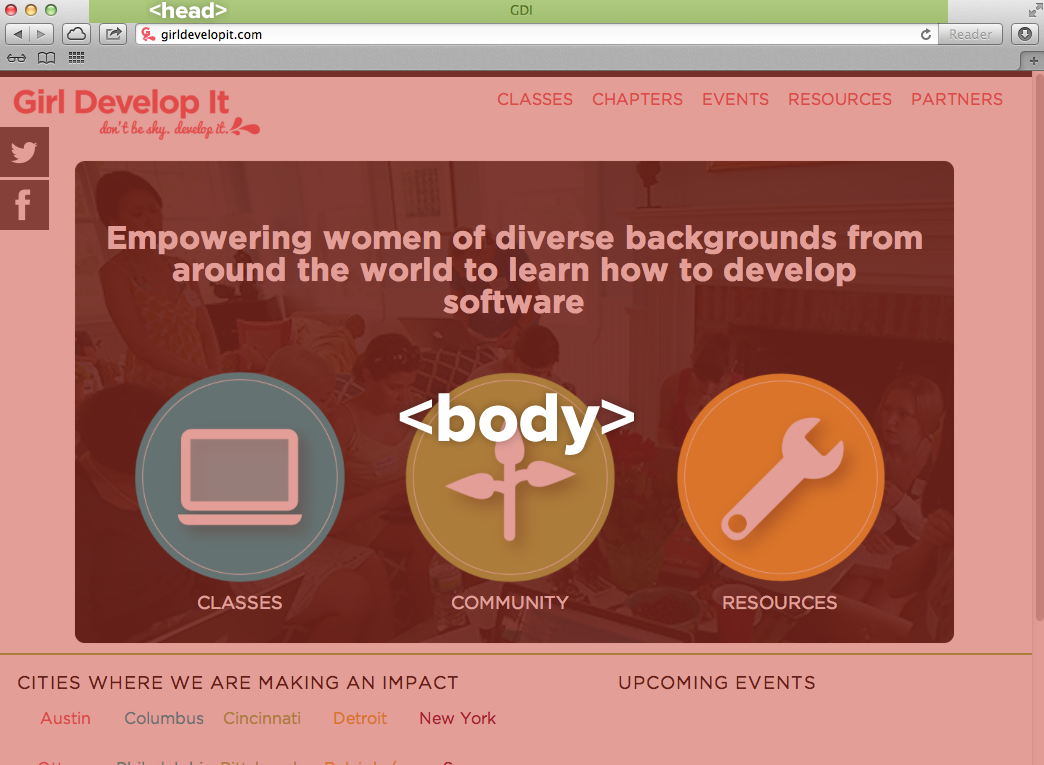 <head>
GDI
girldevelopit.com
Reader
Girl Develop It
don't be shy. develop it.
CLASSES CHAPTERS EVENTS RESOURCES PARTNERS
Empowering women of diverse backgrounds from
around the world to learn how to develop
software
<body>
CLASSES COMMUNITY RESOURCES
CITIES WHERE WE ARE MAKING AN IMPACT
UPCOMING EVENTS
Austin Columbus Cincinnati Detroit New York